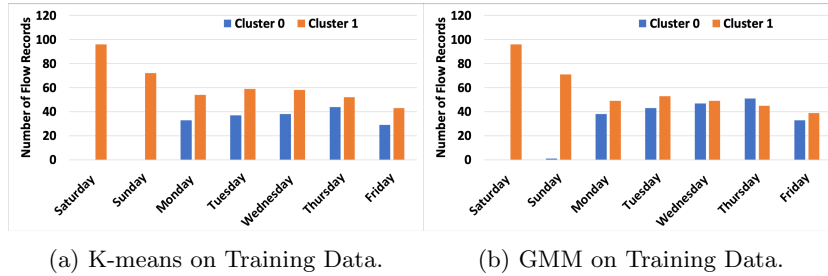 Number of Flow Records
120
100
80
60
40
20
0
Cluster 0 Cluster 1
Saturday Sunday Monday Tuesday Wednesday Thursday Friday
(a) K-means on Training Data.
Number of Flow Records
120
100
80
60
40
20
0
Cluster 0 Cluster 1
Saturday Sunday Monday Tuesday Wednesday Thursday Friday
(b) GMM on Training Data.